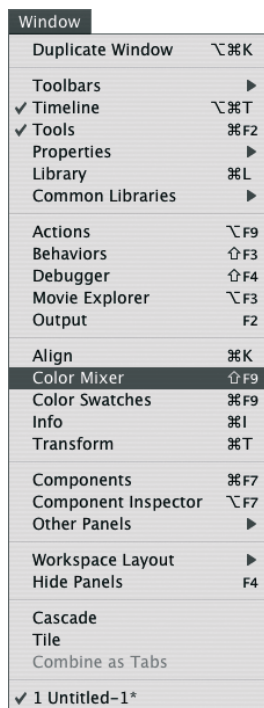 Window
Duplicate Window ⌥⌘K
Toolbars ▶
✓ Timeline ⌥⌘T
✓ Tools ⌘F2
Properties ▶
Library ⌘L
Common Libraries ▶
Actions ⌥F9
Behaviors ⇧F3
Debugger ⇧F4
Movie Explorer ⌥F3
Output F2
Align ⌘K
Color Mixer ⇧F9
Color Swatches ⌘F9
Info ⌘I
Transform ⌘T
Components ⌘F7
Component Inspector ⌥F7
Other Panels ▶
Workspace Layout ▶
Hide Panels F4
Cascade
Tile
Combine as Tabs
✓ 1 Untitled-1*